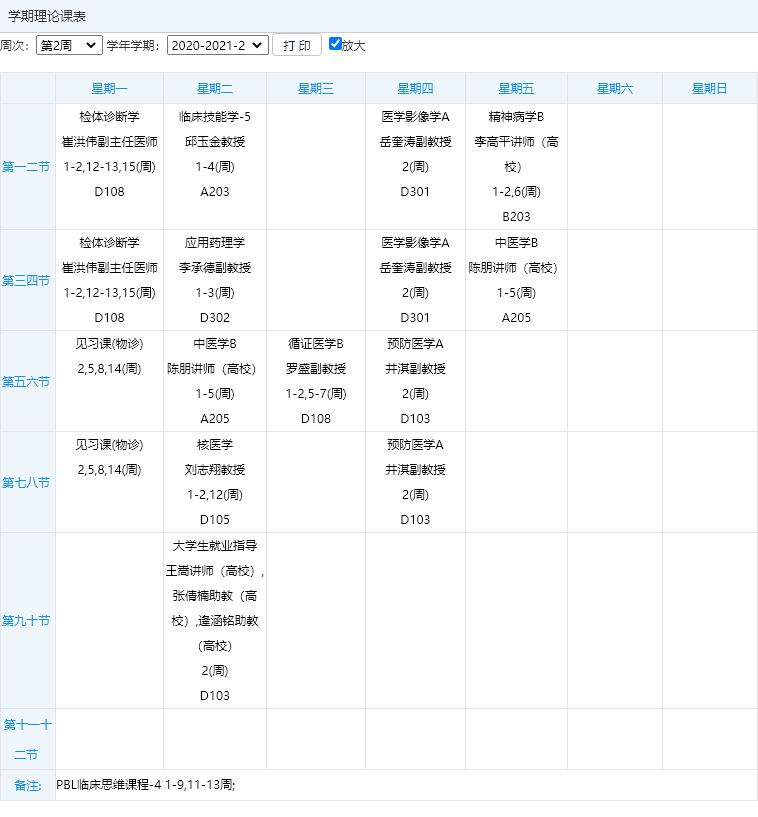 学期理论课表
周次: 第2周 学年学期: 2020-2021-2 打 印 放大
星期一 星期二 星期三 星期四 星期五 星期六 星期日
第一二节
检体诊断学
崔洪伟副主任医师
1-2,12-13,15(周)
D108
临床技能学-5
邱玉金教授
1-4(周)
A203
医学影像学A
岳奎涛副教授
2(周)
D301
精神病学B
李高平讲师（高
校）
1-2,6(周)
B203
第三四节
检体诊断学
崔洪伟副主任医师
1-2,12-13,15(周)
D108
应用药理学
李承德副教授
1-3(周)
D302
医学影像学A
岳奎涛副教授
2(周)
D301
中医学B
陈朋讲师（高校）
1-5(周)
A205
第五六节
见习课(物诊)
2,5,8,14(周)
中医学B
陈朋讲师（高校）
1-5(周)
A205
循证医学B
罗盛副教授
1-2,5-7(周)
D108
预防医学A
井淇副教授
2(周)
D103
第七八节
见习课(物诊)
2,5,8,14(周)
核医学
刘志翔教授
1-2,12(周)
D105
预防医学A
井淇副教授
2(周)
D103
第九十节
大学生就业指导
王嵩讲师（高校）,
张倩楠助教（高
校）,逄涵铭助教
（高校）
2(周)
D103
第十一十
二节
备注:
PBL临床思维课程-4 1-9,11-13周;